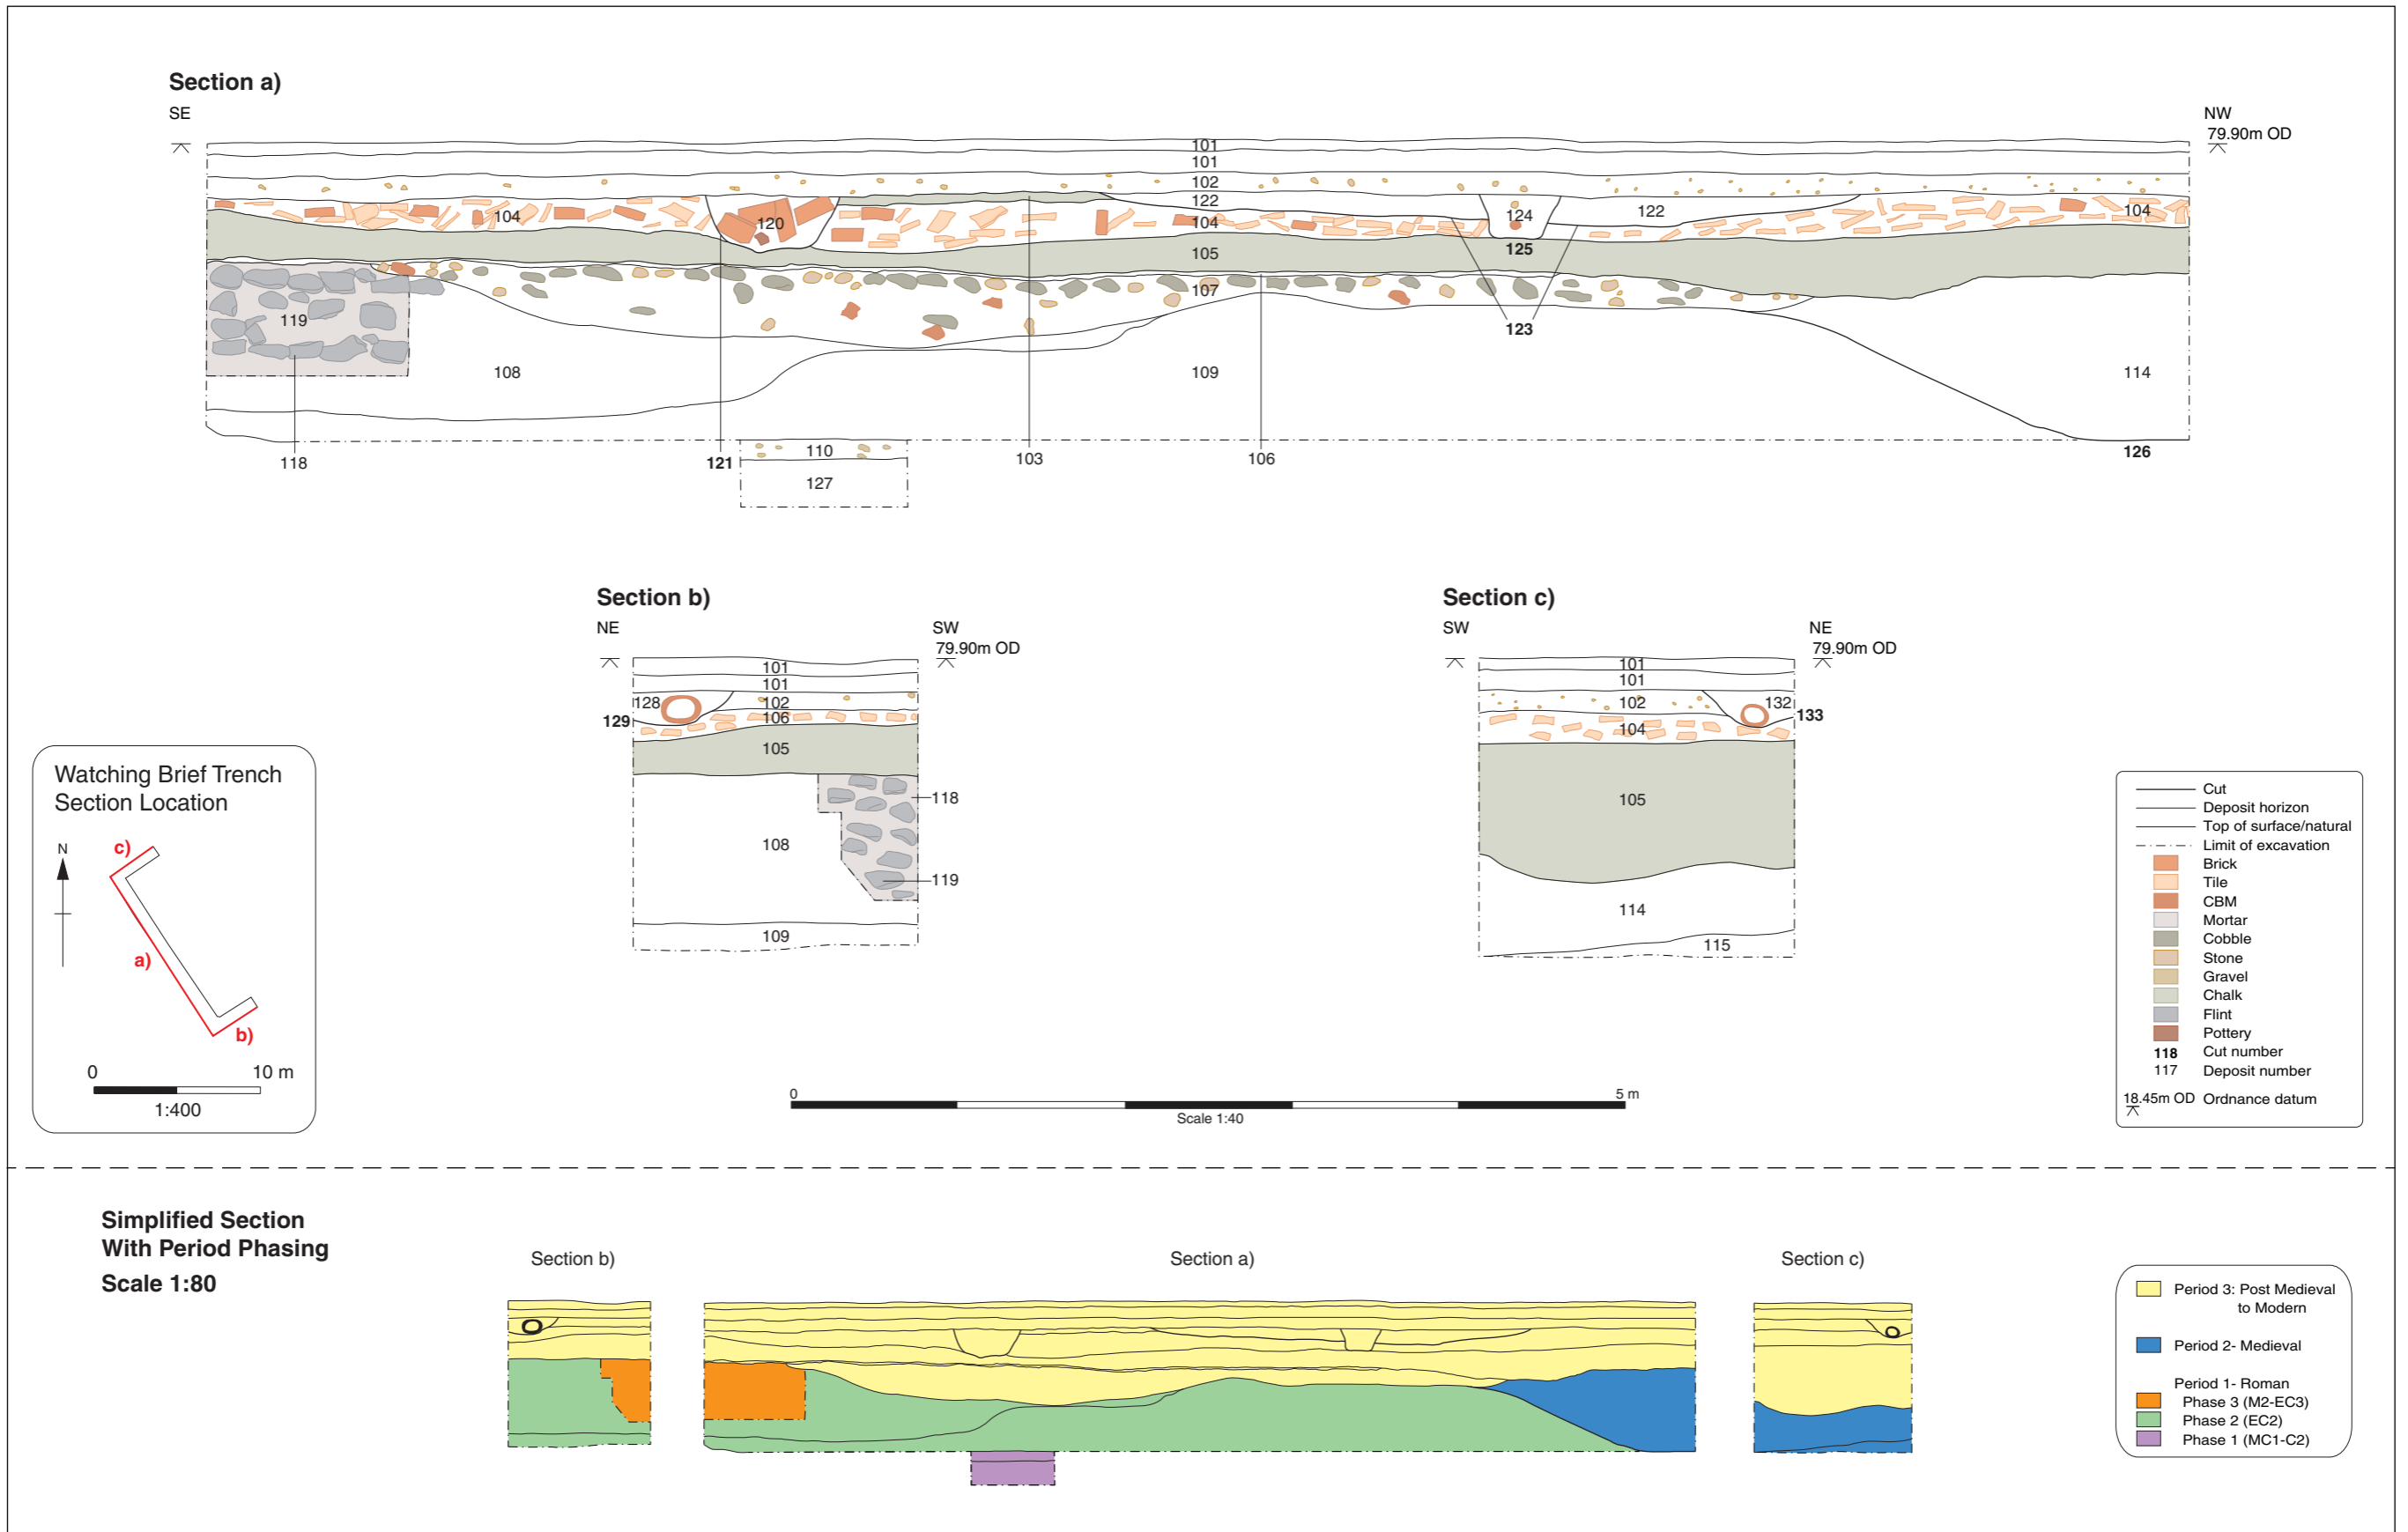 Section a)
SE
NW
79.90m OD
101
101
102
104
120
122
104
124
122
104
125
105
107
119
123
108
109
114
118
121
110
103
106
126
127
Section b)
NE
SW
79.90m OD
101
101
128
102
129
106
105
118
108
119
109
Section c)
SW
NE
79.90m OD
101
101
102
132
133
104
105
114
115
Watching Brief Trench
Section Location
N
c)
a)
b)
0
10 m
1:400
0
5 m
Scale 1:40
Cut
Deposit horizon
Top of surface/natural
Limit of excavation
Brick
Tile
CBM
Mortar
Cobble
Stone
Gravel
Chalk
Flint
Pottery
118 Cut number
117 Deposit number
18.45m OD Ordnance datum
Simplified Section
With Period Phasing
Scale 1:80
Section b)
Section a)
Section c)
Period 3: Post Medieval
to Modern
Period 2- Medieval
Period 1- Roman
Phase 3 (M2-EC3)
Phase 2 (EC2)
Phase 1 (MC1-C2)